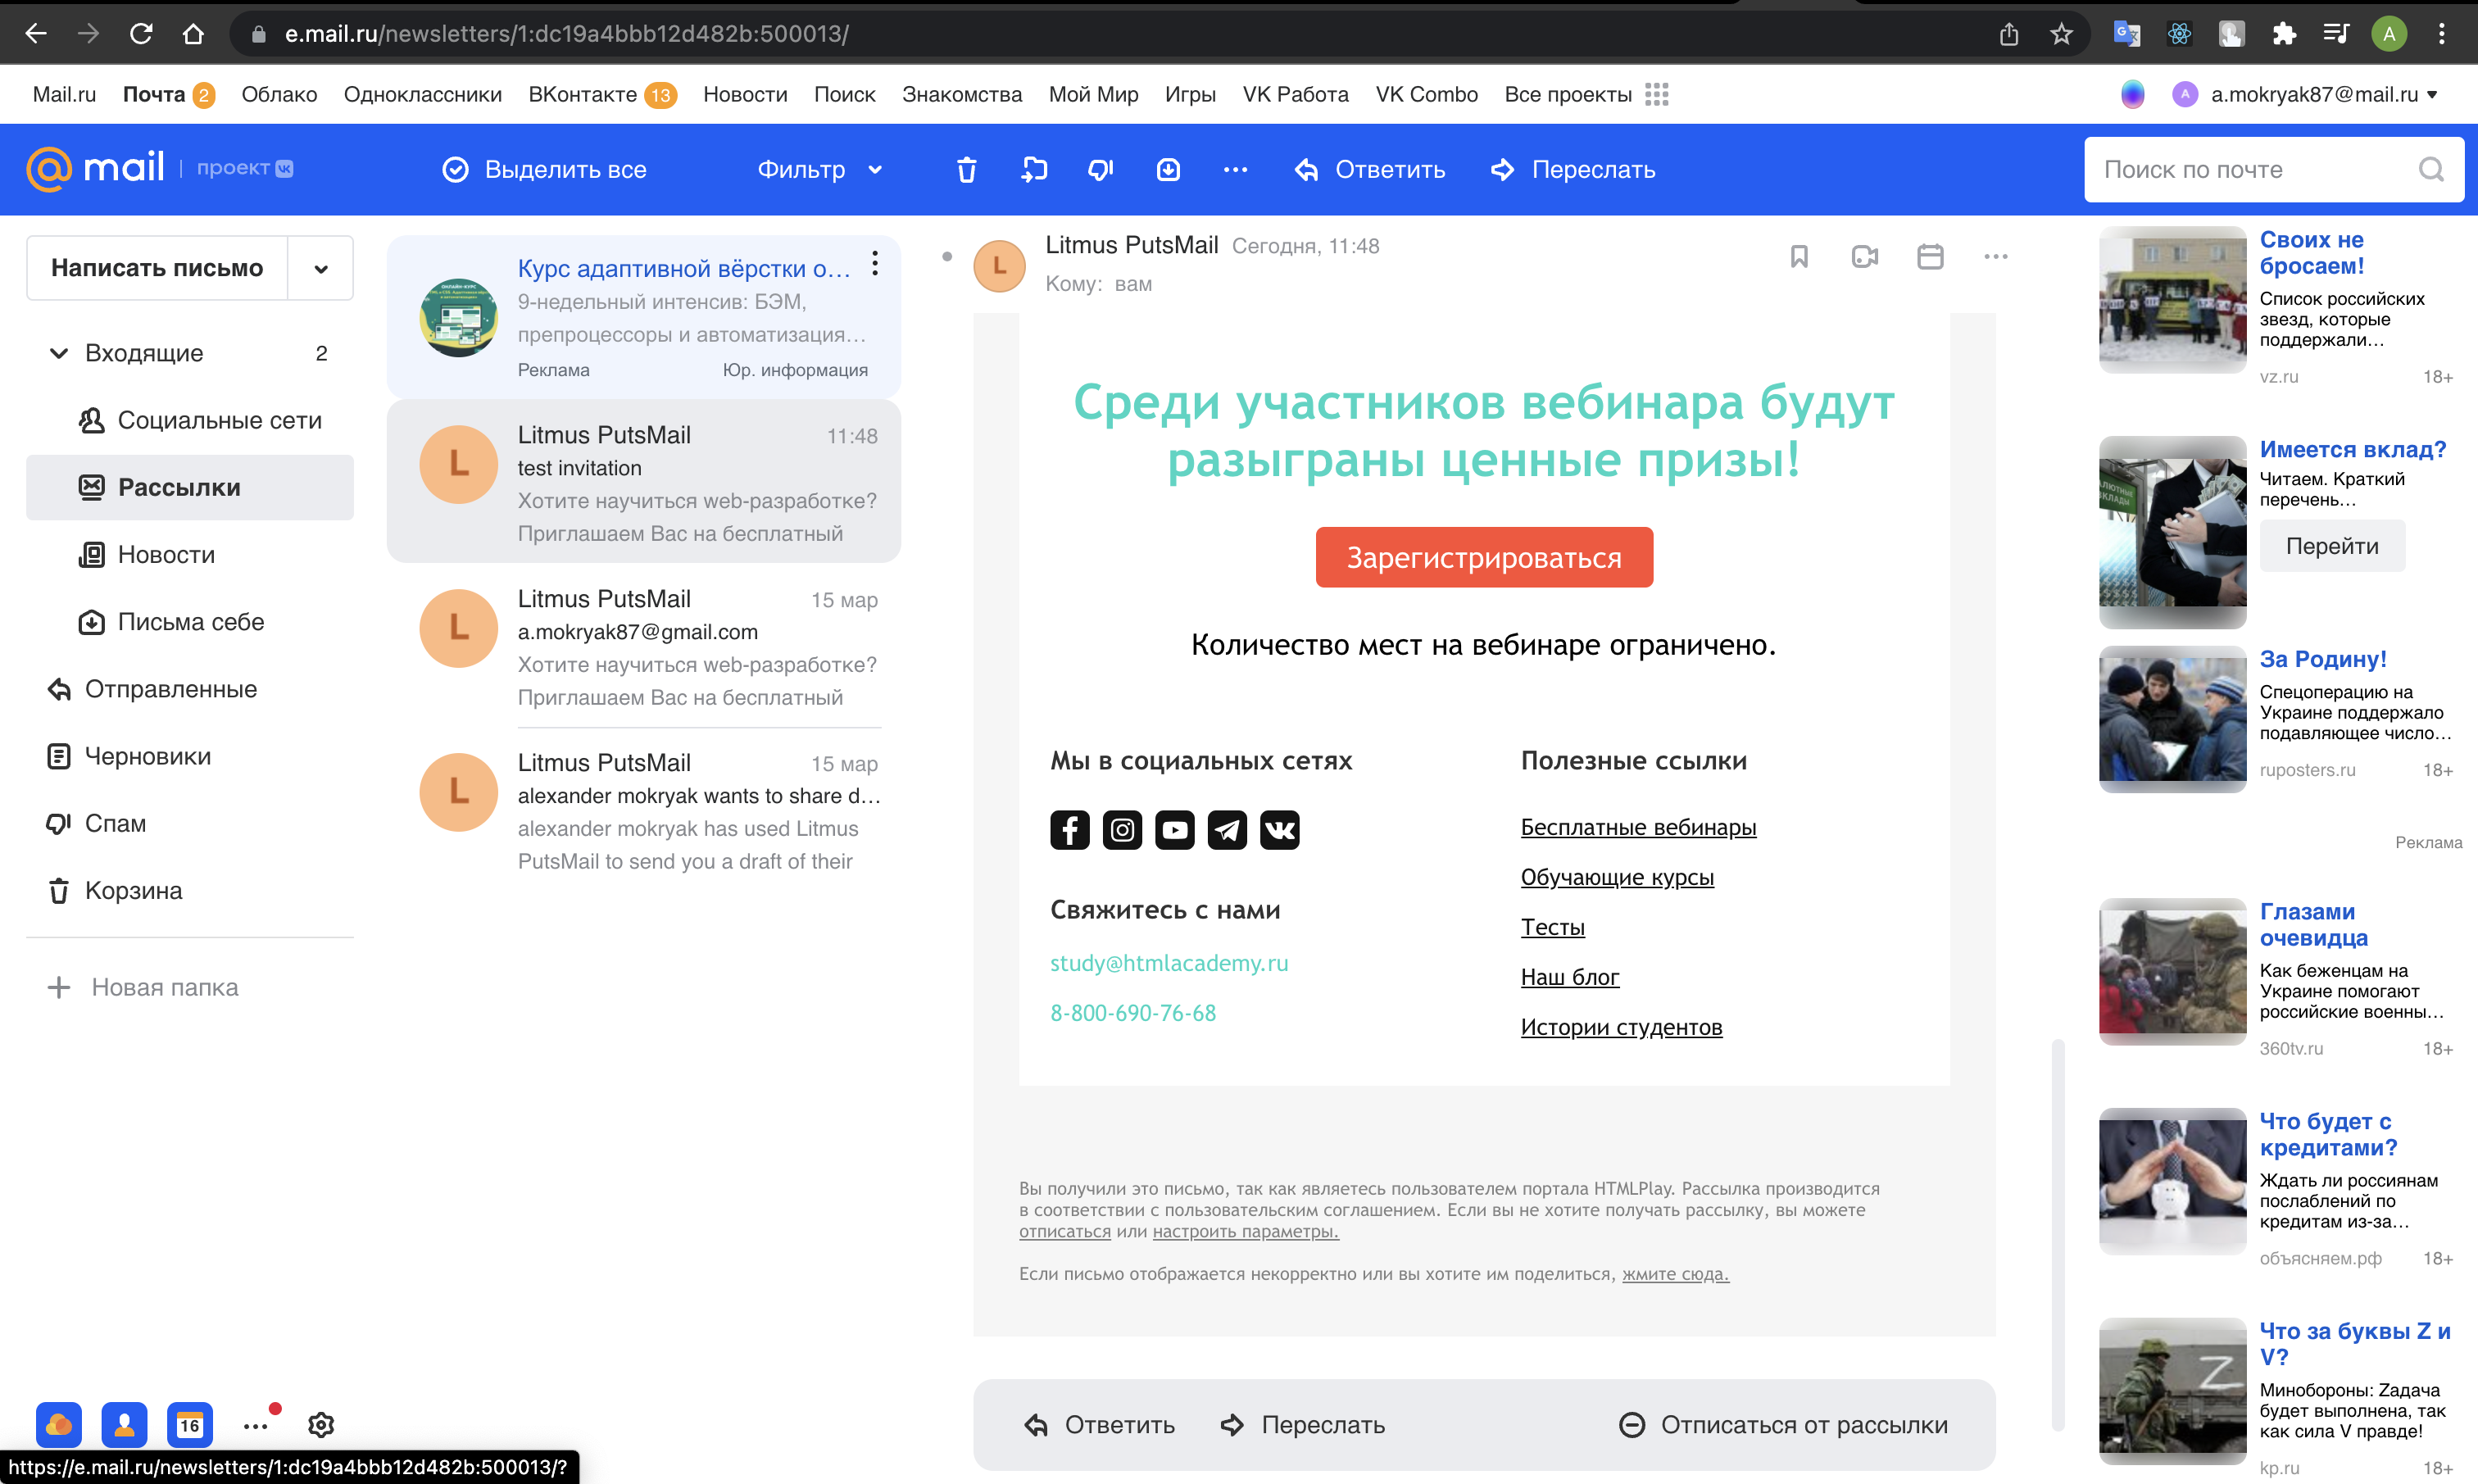 e.mail.ru/newsletters/1:dc19a4bbb12d482b:500013/
A
Mail.ru Почта 2 Облако Одноклассники ВКонтакте 13 Новости Поиск Знакомства Мой Мир Игры VK Работа VK Combo Все проекты A a.mokryak87@mail.ru
@mail проект Выделить все Фильтр Ответить Переслать Поиск по почте
Написать письмо
Входящие 2
Социальные сети
Рассылки
Новости
Письма себе
Отправленные
Черновики
Спам
Корзина
Новая папка
16
https://e.mail.ru/newsletters/1:dc19a4bbb12d482b:500013/?
Курс адаптивной вёрстки о...
9-недельный интенсив: БЭМ,
препроцессоры и автоматизация...
Реклама Юр. информация
L
Litmus PutsMail 11:48
test invitation
Хотите научиться web-разработке?
Приглашаем Вас на бесплатный
L
Litmus PutsMail 15 мар
a.mokryak87@gmail.com
Хотите научиться web-разработке?
Приглашаем Вас на бесплатный
L
Litmus PutsMail 15 мар
alexander mokryak wants to share d...
alexander mokryak has used Litmus
PutsMail to send you a draft of their
L
Litmus PutsMail Сегодня, 11:48
Кому: вам
Среди участников вебинара будут
разыграны ценные призы!
Зарегистрироваться
Количество мест на вебинаре ограничено.
Мы в социальных сетях
Свяжитесь с нами
study@htmlacademy.ru
8-800-690-76-68
Полезные ссылки
Бесплатные вебинары
Обучающие курсы
Тесты
Наш блог
Истории студентов
Вы получили это письмо, так как являетесь пользователем портала HTMLPlay. Рассылка производится
в соответствии с пользовательским соглашением. Если вы не хотите получать рассылку, вы можете
отписаться или настроить параметры.
Если письмо отображается некорректно или вы хотите им поделиться, жмите сюда.
Ответить Переслать Отписаться от рассылки
Своих не
бросаем!
Список российских
звезд, которые
поддержали...
vz.ru 18+
Имеется вклад?
Читаем. Краткий
перечень...
Перейти
За Родину!
Спецоперацию на
Украине поддержало
подавляющее число...
ruposters.ru 18+
Реклама
Глазами
очевидца
Как беженцам на
Украине помогают
российские военны...
360tv.ru 18+
Что будет с
кредитами?
Ждать ли россиянам
послаблений по
кредитам из-за...
объясняем.рф 18+
Что за буквы Z и
V?
Минобороны: Zадача
будет выполнена, так
как сила V правде!
kp.ru 18+
Z